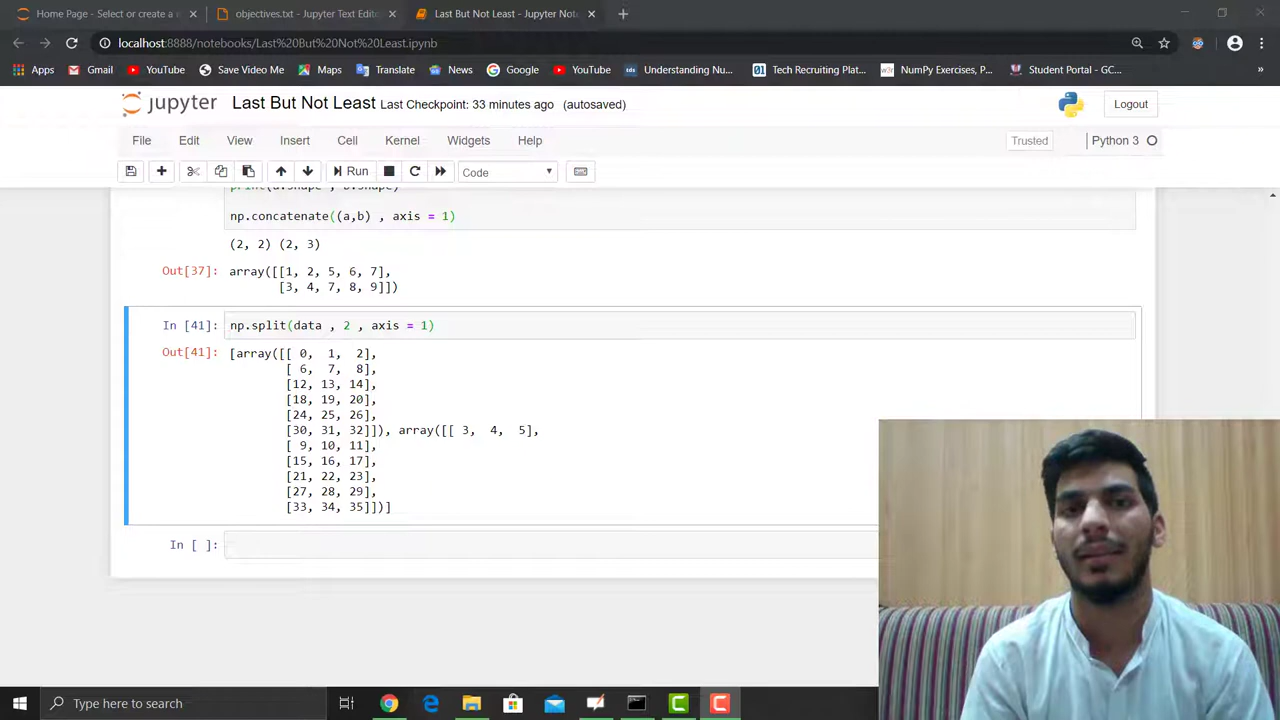 Home Page - Select or create a n
objectives.txt - Jupyter Text Edito
Last But Not Least - Jupyter Note
localhost:8888/notebooks/Last%20But%20Not%20Least.ipynb
Apps Gmail YouTube Save Video Me Maps Translate News Google YouTube Understanding Nu... Tech Recruiting Plat... NumPy Exercises, P... Student Portal - GC... »
jupyter Last But Not Least Last Checkpoint: 33 minutes ago (autosaved) Logout
File Edit View Insert Cell Kernel Widgets Help Trusted Python 3
Run Code
print(a.shape , b.shape)
np.concatenate((a,b) , axis = 1)
(2, 2) (2, 3)
Out[37]: array([[1, 2, 5, 6, 7],
[3, 4, 7, 8, 9]])
In [41]: np.split(data , 2 , axis = 1)
Out[41]: [array([[ 0, 1, 2],
[ 6, 7, 8],
[12, 13, 14],
[18, 19, 20],
[24, 25, 26],
[30, 31, 32]]), array([[ 3, 4, 5],
[ 9, 10, 11],
[15, 16, 17],
[21, 22, 23],
[27, 28, 29],
[33, 34, 35]])]
In [ ]:
Type here to search